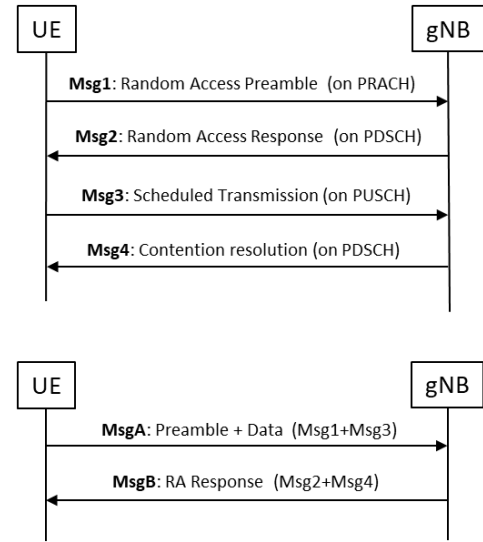 UE gNB
Msg1: Random Access Preamble (on PRACH)
Msg2: Random Access Response (on PDSCH)
Msg3: Scheduled Transmission (on PUSCH)
Msg4: Contention resolution (on PDSCH)
UE gNB
MsgA: Preamble + Data (Msg1+Msg3)
MsgB: RA Response (Msg2+Msg4)